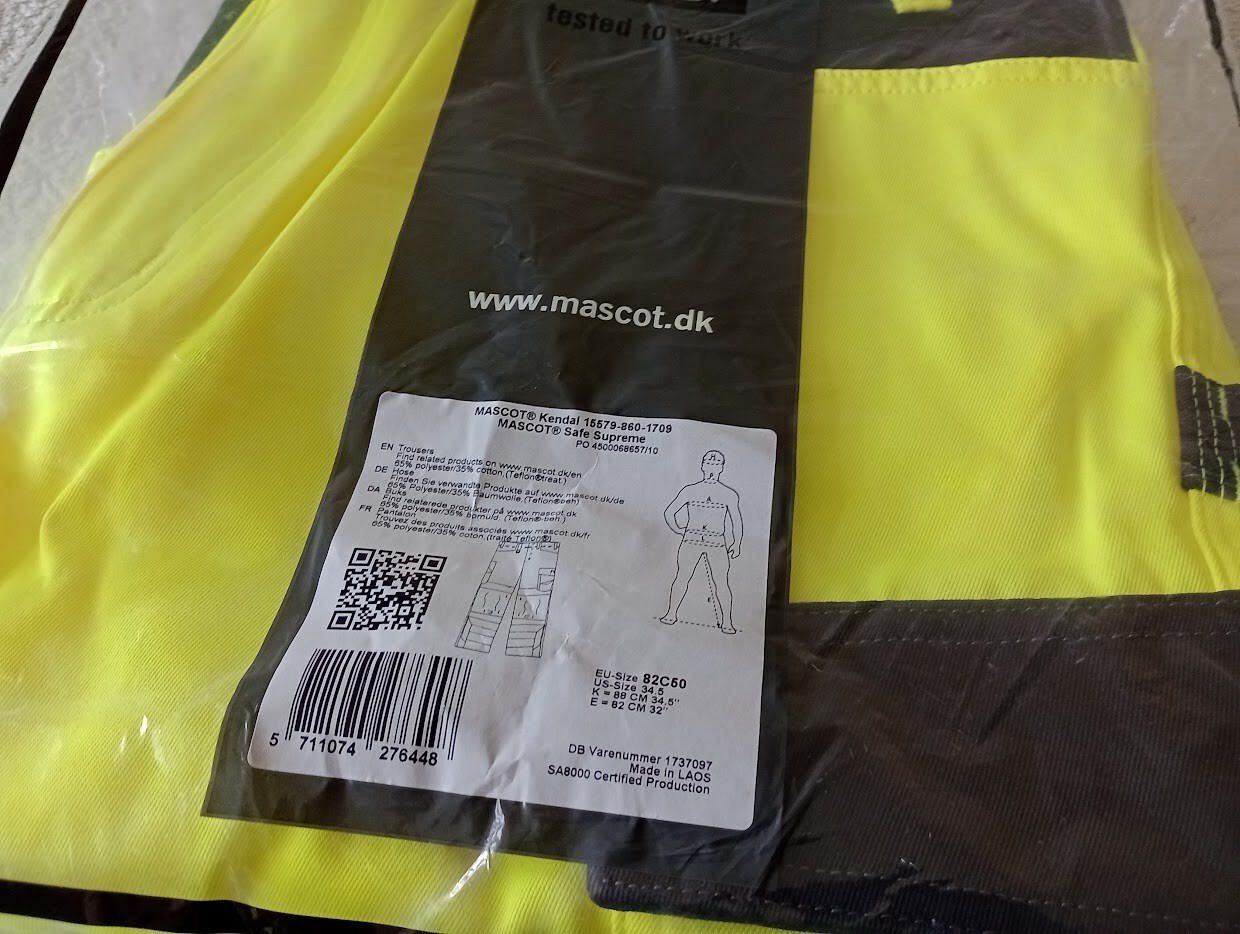 tested to work
www.mascot.dk
MASCOT® Kendal 15579-860-1709
MASCOT® Safe Supreme
PO 4500068657/10
EN Trousers
Find related products on www.mascot.dk/en
65% polyester/35% cotton,(Teflon®treat.)
DE Hose
Finden Sie verwandte Produkte auf www.mascot.dk/de
65% Polyester/35% Baumwolle,(Teflon®beh)
DA Buks
Find relaterede produkter på www.mascot.dk
65% polyester/35% bomuld, (Teflon®-beh.)
FR Pantalon
Trouvez des produits associés www.mascot.dk/fr
65% polyester/35% coton,(traité Teflon®)
H
P
A
K
L
E
EU-Size 82C50
US-Size 34.5
K = 88 CM 34.5"
E = 82 CM 32"
5 711074 276448
DB Varenummer 1737097
Made in LAOS
SA8000 Certified Production